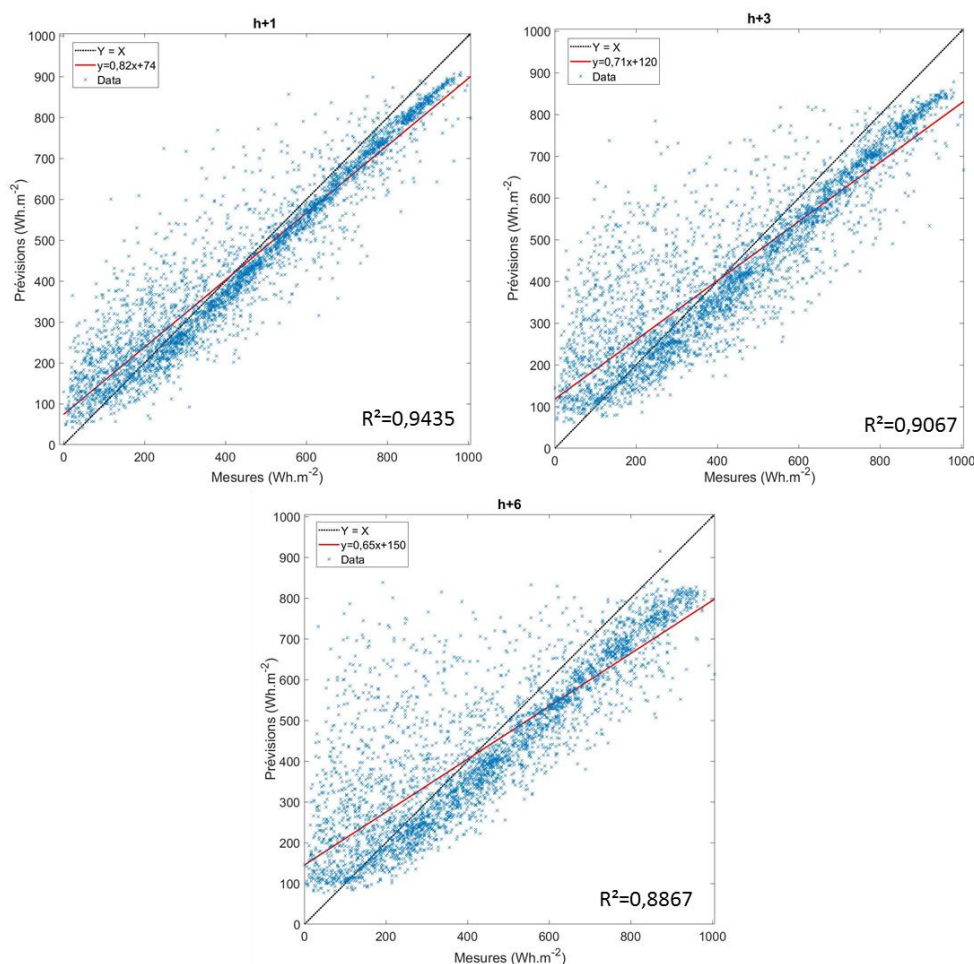 h+1
Y = X
y=0,82x+74
Data
1000
900
800
700
600
500
400
300
200
100
0
Prévisions (Wh.m-2)
R²=0,9435
0 200 400 600 800 1000
Mesures (Wh.m-2)
h+3
Y = X
y=0,71x+120
Data
1000
900
800
700
600
500
400
300
200
100
0
Prévisions (Wh.m-2)
R²=0,9067
0 200 400 600 800 1000
Mesures (Wh.m-2)
h+6
Y = X
y=0,65x+150
Data
1000
900
800
700
600
500
400
300
200
100
0
Prévisions (Wh.m-2)
R²=0,8867
0 200 400 600 800 1000
Mesures (Wh.m-2)